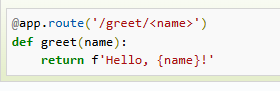 @app.route('/greet/<name>')
def greet(name):
    return f'Hello, {name}!'